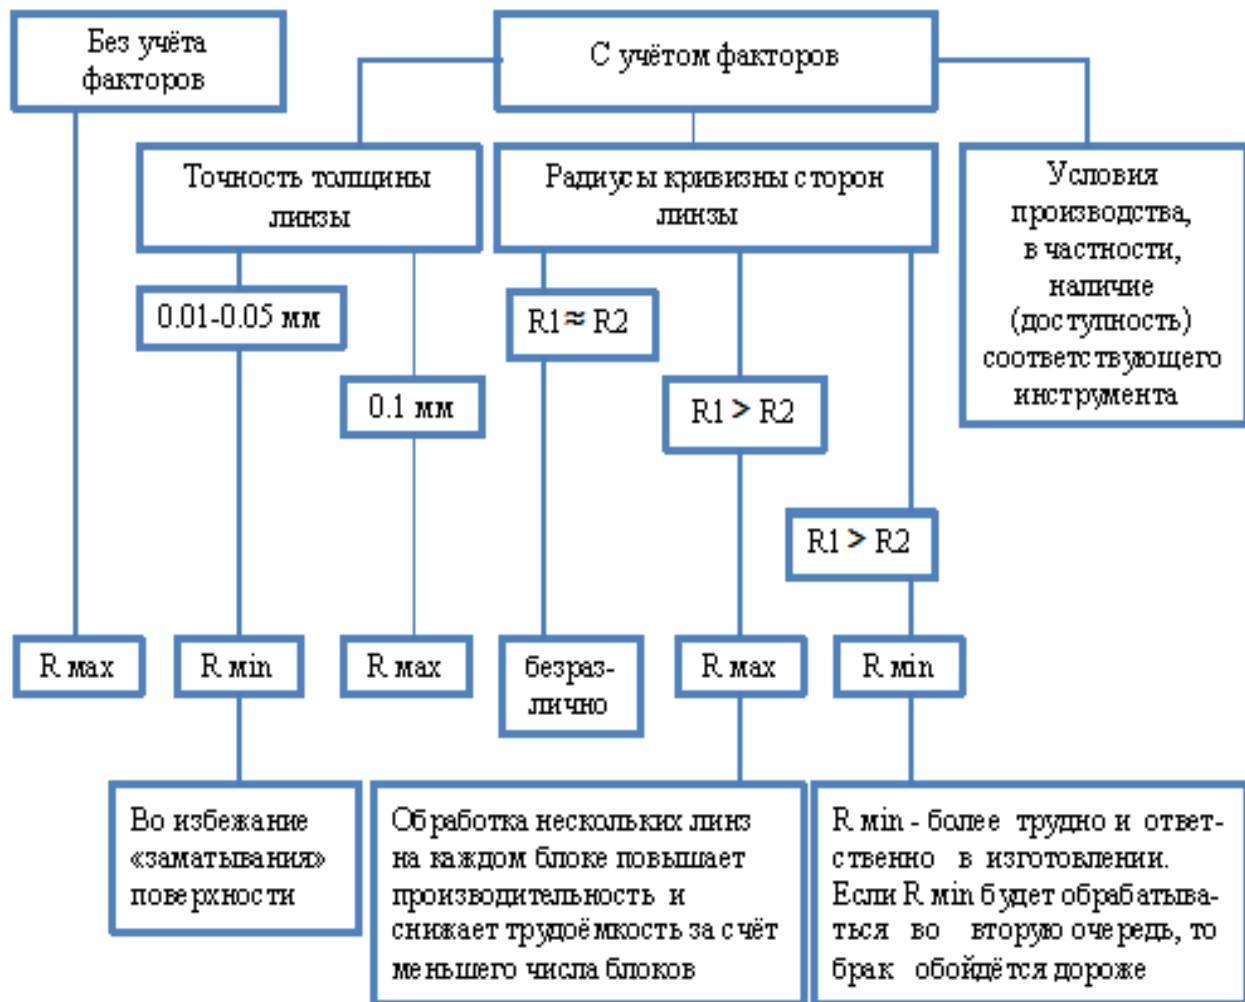 Без учёта
факторов
С учётом факторов
Точность толщины
линзы
Радиусы кривизны сторон
линзы
Условия
производства,
в частности,
наличие
(доступность)
соответствующего
инструмента
0.01-0.05 мм
R1 ≈ R2
0.1 мм
R1 > R2
R1 > R2
R мах
R min
R мах
безраз-
лично
R мах
R min
Во избежание
«заматывания»
поверхности
Обработка нескольких линз
на каждом блоке повышает
производительность и
снижает трудоёмкость за счёт
меньшего числа блоков
R min - более трудно и ответ-
ственно в изготовлении.
Если R min будет обрабатыва-
ться во вторую очередь, то
брак обойдётся дороже